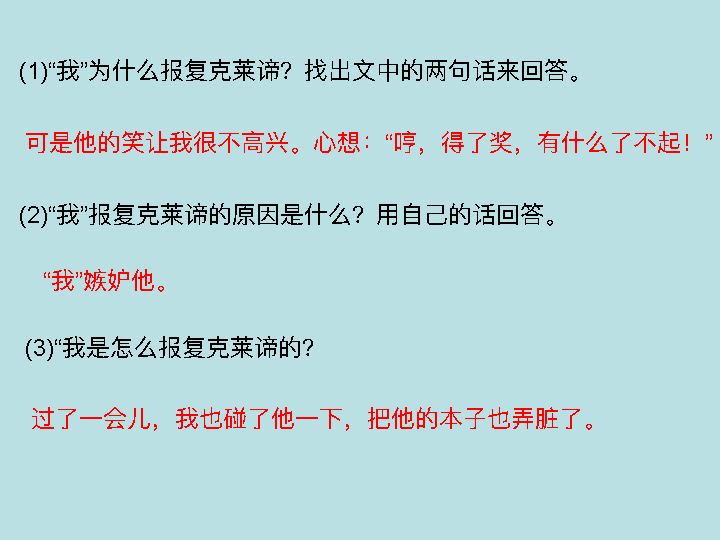 (1)“我”为什么报复克莱谛？找出文中的两句话来回答。
可是他的笑让我很不高兴。心想：“哼，得了奖，有什么了不起！”
(2)“我”报复克莱谛的原因是什么？用自己的话回答。
“我”嫉妒他。
(3)“我是怎么报复克莱谛的？
过了一会儿，我也碰了他一下，把他的本子也弄脏了。